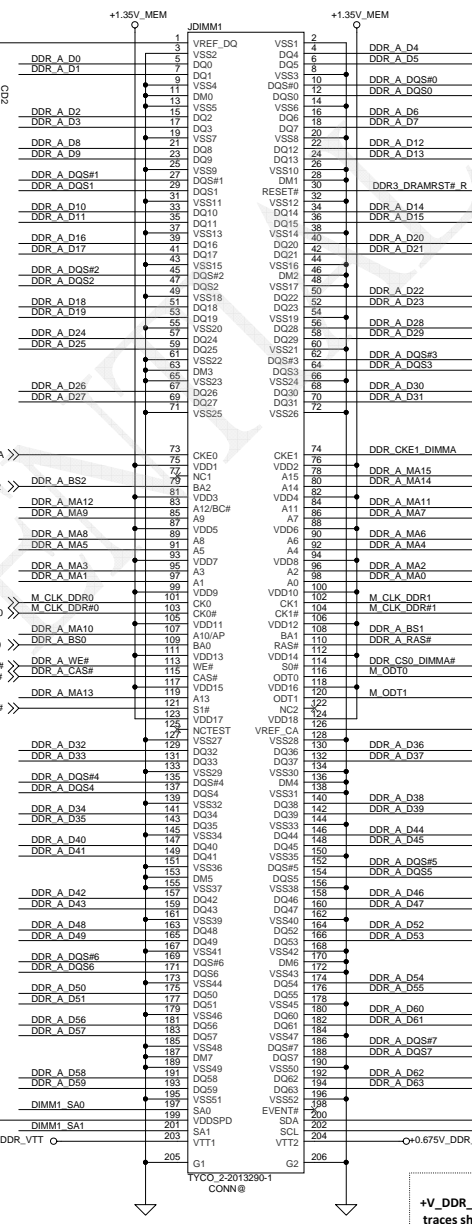 +1.35V_MEM +1.35V_MEM
JDIMM1
1 VREF_DQ VSS1 2
3 VSS2 DQ4 4 DDR_A_D4
DDR_A_D0 5 DQ0 DQ5 6 DDR_A_D5
DDR_A_D1 7 DQ1 VSS3 8
9 VSS4 DQS#0 10 DDR_A_DQS#0
CD2
11 DM0 DQS0 12 DDR_A_DQS0
13 VSS5 VSS6 14
DDR_A_D2 15 DQ2 DQ6 16 DDR_A_D6
DDR_A_D3 17 DQ3 DQ7 18 DDR_A_D7
19 VSS7 VSS8 20
DDR_A_D8 21 DQ8 DQ12 22 DDR_A_D12
DDR_A_D9 23 DQ9 DQ13 24 DDR_A_D13
25 VSS9 VSS10 26
DDR_A_DQS#1 27 DQS#1 DM1 28
DDR_A_DQS1 29 DQS1 RESET# 30 DDR3_DRAMRST#_R
31 VSS11 VSS12 32
DDR_A_D10 33 DQ10 DQ14 34 DDR_A_D14
DDR_A_D11 35 DQ11 DQ15 36 DDR_A_D15
37 VSS13 VSS14 38
DDR_A_D16 39 DQ16 DQ20 40 DDR_A_D20
DDR_A_D17 41 DQ17 DQ21 42 DDR_A_D21
43 VSS15 VSS16 44
DDR_A_DQS#2 45 DQS#2 DM2 46
DDR_A_DQS2 47 DQS2 VSS17 48
49 VSS18 DQ22 50 DDR_A_D22
DDR_A_D18 51 DQ18 DQ23 52 DDR_A_D23
DDR_A_D19 53 DQ19 VSS19 54
55 VSS20 DQ28 56 DDR_A_D28
DDR_A_D24 57 DQ24 DQ29 58 DDR_A_D29
DDR_A_D25 59 DQ25 VSS21 60
61 VSS22 DQS#3 62 DDR_A_DQS#3
63 DM3 DQS3 64 DDR_A_DQS3
65 VSS23 VSS24 66
DDR_A_D26 67 DQ26 DQ30 68 DDR_A_D30
DDR_A_D27 69 DQ27 DQ31 70 DDR_A_D31
71 VSS25 VSS26 72
73 CKE0 CKE1 74 DDR_CKE1_DIMMA
75 VDD1 VDD2 76
77 NC1 A15 78 DDR_A_MA15
DDR_A_BS2 79 BA2 A14 80 DDR_A_MA14
81 VDD3 VDD4 82
DDR_A_MA12 83 A12/BC# A11 84 DDR_A_MA11
DDR_A_MA9 85 A9 A7 86 DDR_A_MA7
87 VDD5 VDD6 88
DDR_A_MA8 89 A8 A6 90 DDR_A_MA6
DDR_A_MA5 91 A5 A4 92 DDR_A_MA4
93 VDD7 VDD8 94
DDR_A_MA3 95 A3 A2 96 DDR_A_MA2
DDR_A_MA1 97 A1 A0 98 DDR_A_MA0
99 VDD9 VDD10 100
M_CLK_DDR0 101 CK0 CK1 102 M_CLK_DDR1
M_CLK_DDR#0 103 CK0# CK1# 104 M_CLK_DDR#1
105 VDD11 VDD12 106
DDR_A_MA10 107 A10/AP BA1 108 DDR_A_BS1
DDR_A_BS0 109 BA0 RAS# 110 DDR_A_RAS#
111 VDD13 VDD14 112
DDR_A_WE# 113 WE# S0# 114 DDR_CS0_DIMMA#
DDR_A_CAS# 115 CAS# ODT0 116 M_ODT0
117 VDD15 VDD16 118
DDR_A_MA13 119 A13 ODT1 120 M_ODT1
121 S1# NC2 122
123 VDD17 VDD18 124
125 NCTEST VREF_CA 126
127 VSS27 VSS28 128
DDR_A_D32 129 DQ32 DQ36 130 DDR_A_D36
DDR_A_D33 131 DQ33 DQ37 132 DDR_A_D37
133 VSS29 VSS30 134
DDR_A_DQS#4 135 DQS#4 DM4 136
DDR_A_DQS4 137 DQS4 VSS31 138
139 VSS32 DQ38 140 DDR_A_D38
DDR_A_D34 141 DQ34 DQ39 142 DDR_A_D39
DDR_A_D35 143 DQ35 VSS33 144
145 VSS34 DQ44 146 DDR_A_D44
DDR_A_D40 147 DQ40 DQ45 148 DDR_A_D45
DDR_A_D41 149 DQ41 VSS35 150
151 VSS36 DQS#5 152 DDR_A_DQS#5
153 DM5 DQS5 154 DDR_A_DQS5
155 VSS37 VSS38 156
DDR_A_D42 157 DQ42 DQ46 158 DDR_A_D46
DDR_A_D43 159 DQ43 DQ47 160 DDR_A_D47
161 VSS39 VSS40 162
DDR_A_D48 163 DQ48 DQ52 164 DDR_A_D52
DDR_A_D49 165 DQ49 DQ53 166 DDR_A_D53
167 VSS41 VSS42 168
DDR_A_DQS#6 169 DQS#6 DM6 170
DDR_A_DQS6 171 DQS6 VSS43 172
173 VSS44 DQ54 174 DDR_A_D54
DDR_A_D50 175 DQ50 DQ55 176 DDR_A_D55
DDR_A_D51 177 DQ51 VSS45 178
179 VSS46 DQ60 180 DDR_A_D60
DDR_A_D56 181 DQ56 DQ61 182 DDR_A_D61
DDR_A_D57 183 DQ57 VSS47 184
185 VSS48 DQS#7 186 DDR_A_DQS#7
187 DM7 DQS7 188 DDR_A_DQS7
189 VSS49 VSS50 190
DDR_A_D58 191 DQ58 DQ62 192 DDR_A_D62
DDR_A_D59 193 DQ59 DQ63 194 DDR_A_D63
195 VSS51 VSS52 196
DIMM1_SA0 197 SA0 EVENT# 198
199 VDDSPD SDA 200
DIMM1_SA1 201 SA1 SCL 202
DDR_VTT 203 VTT1 VTT2 204 +0.675V_DDR_
205 G1 G2 206
TYCO_2-2013290-1
CONN@
+V_DDR_
traces sh